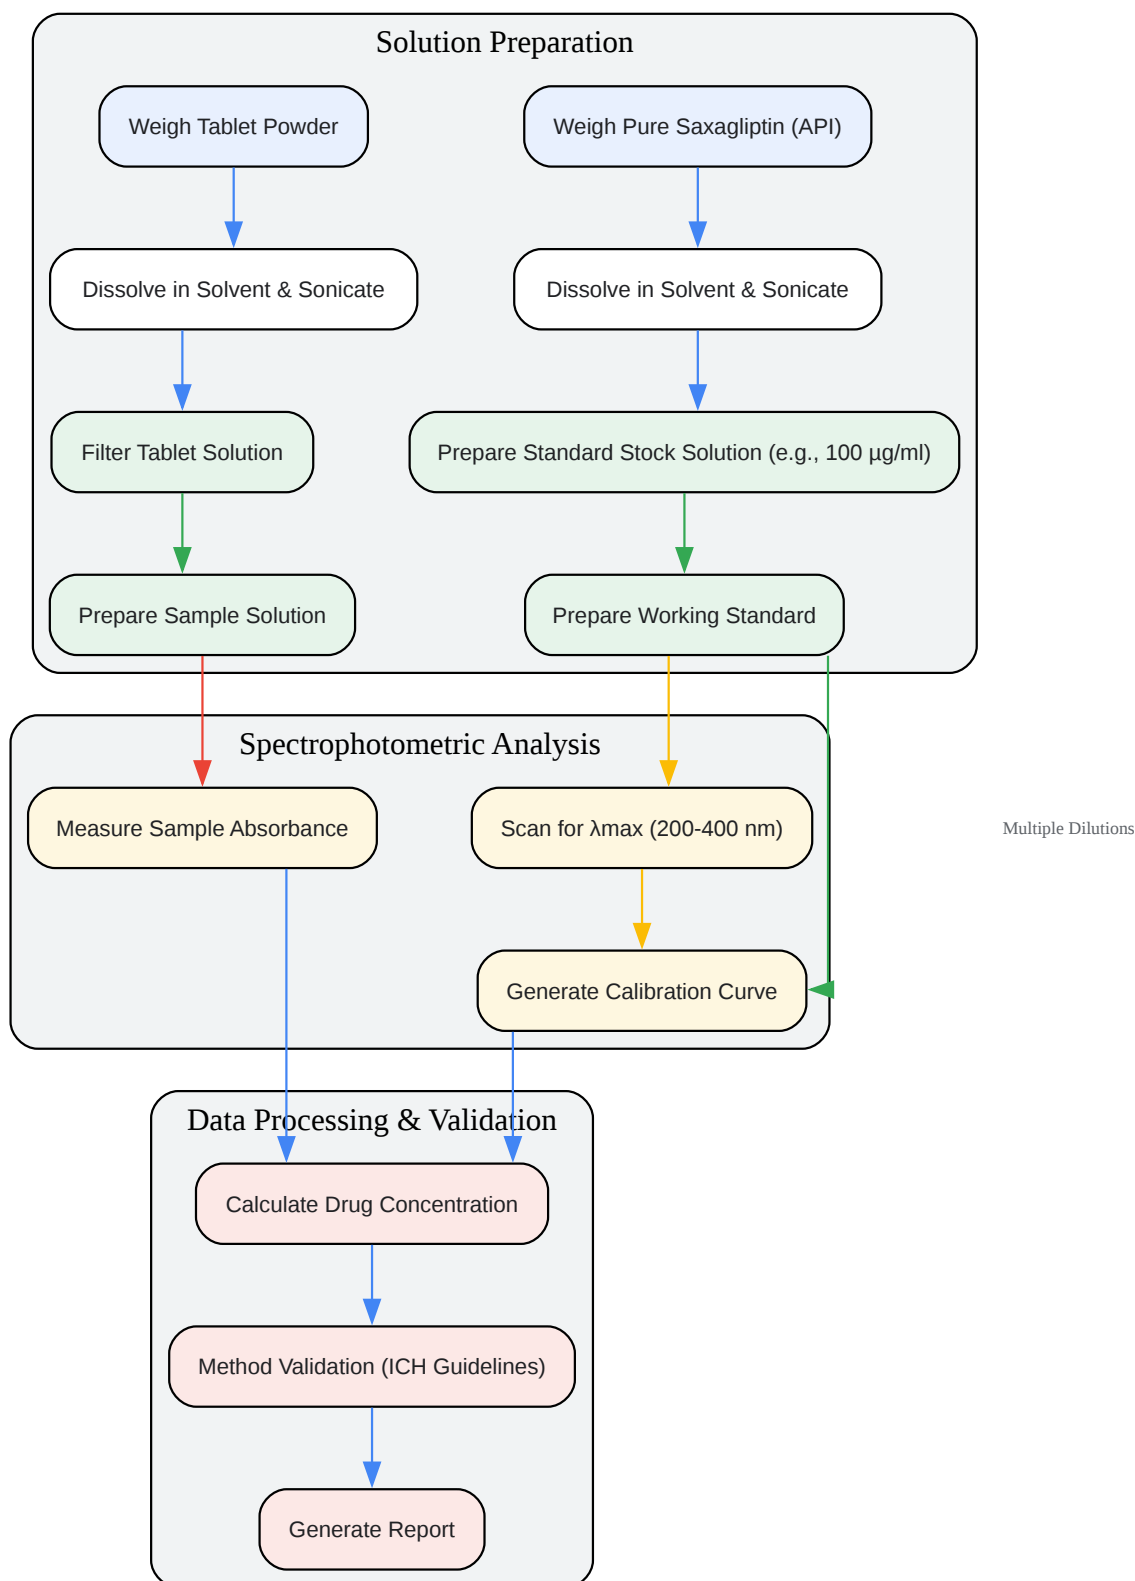 Solution Preparation
Weigh Tablet Powder
Weigh Pure Saxagliptin (API)
Dissolve in Solvent & Sonicate
Dissolve in Solvent & Sonicate
Filter Tablet Solution
Prepare Standard Stock Solution (e.g., 100 µg/ml)
Prepare Sample Solution
Prepare Working Standard
Spectrophotometric Analysis
Measure Sample Absorbance
Scan for λmax (200-400 nm)
Multiple Dilutions
Generate Calibration Curve
Data Processing & Validation
Calculate Drug Concentration
Method Validation (ICH Guidelines)
Generate Report